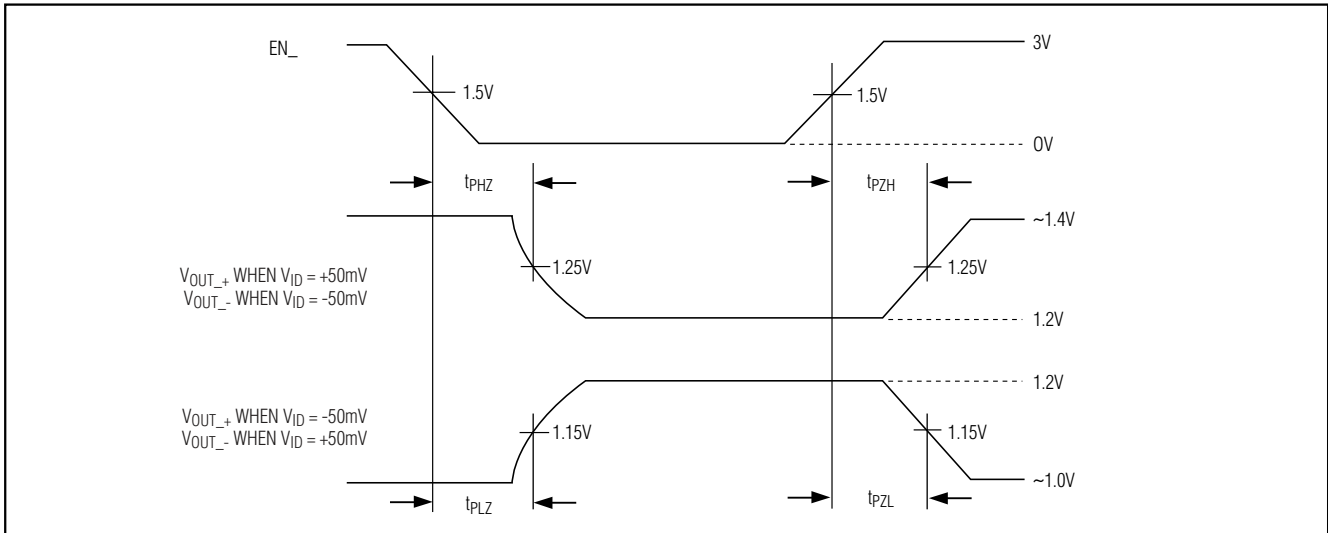 EN_
3V
1.5V
1.5V
0V
tPHZ
tPZH
~1.4V
VOUT_+ WHEN VID = +50mV
VOUT_- WHEN VID = -50mV
1.25V
1.25V
1.2V
1.2V
VOUT_+ WHEN VID = -50mV
VOUT_- WHEN VID = +50mV
1.15V
1.15V
~1.0V
tPLZ
tPZL